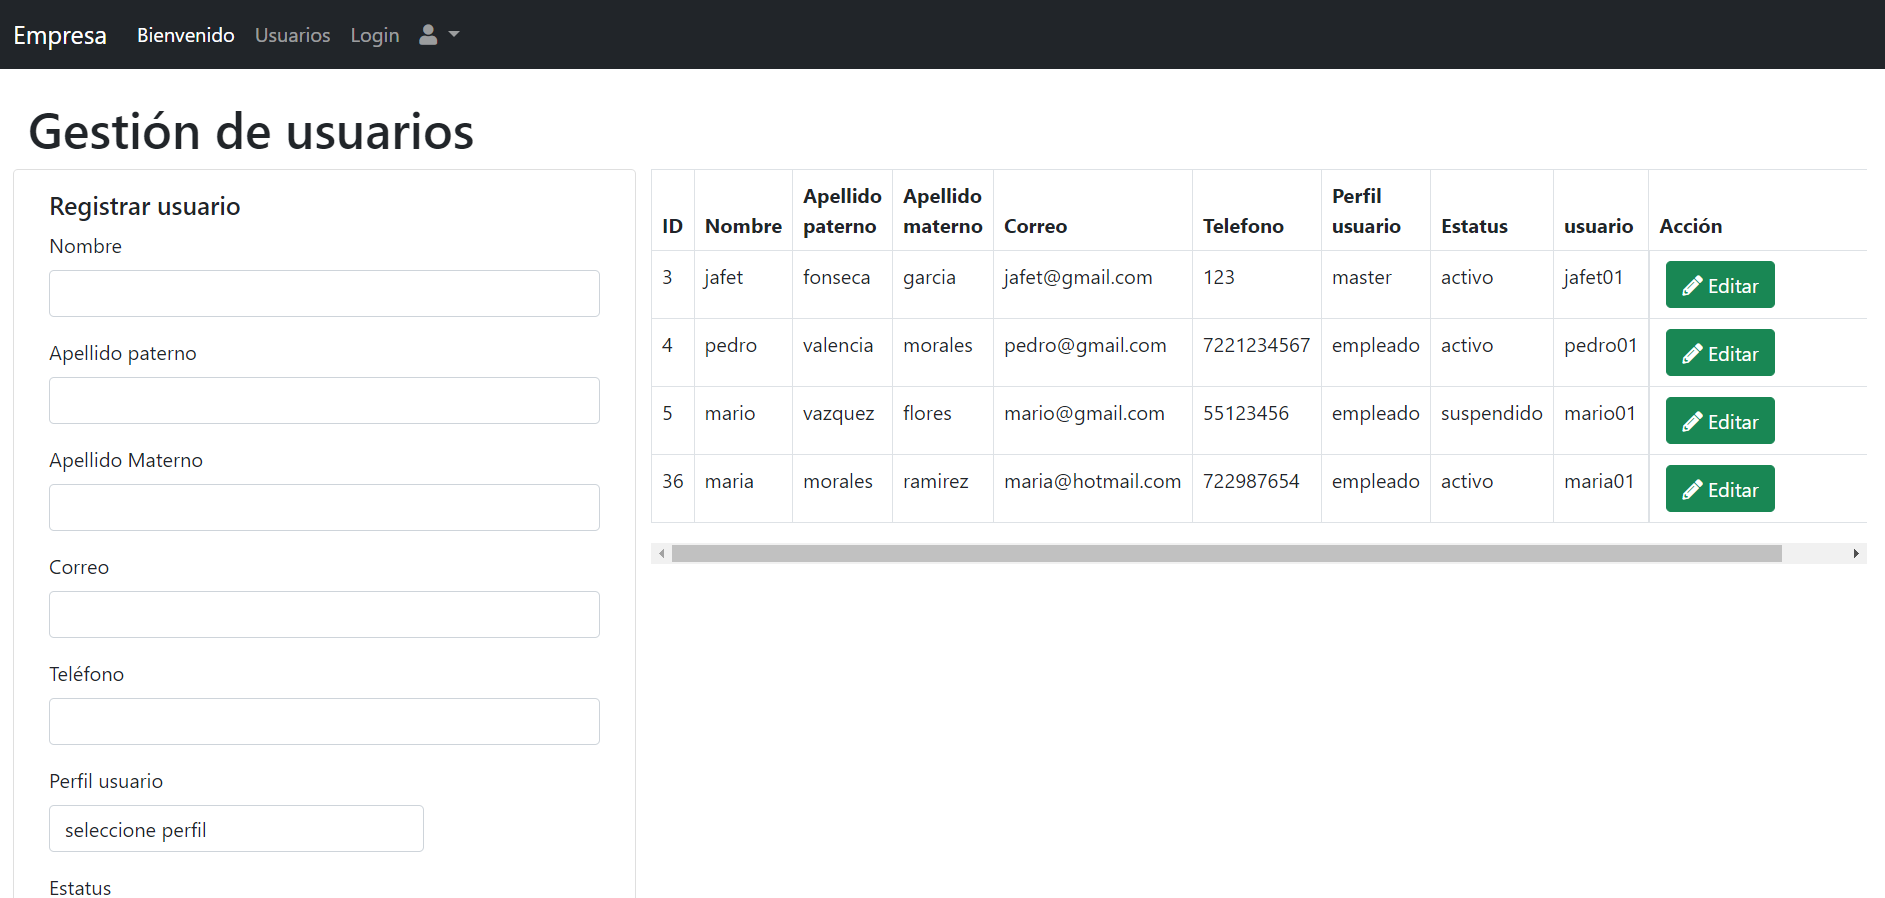 Empresa Bienvenido Usuarios Login
Gestión de usuarios
Registrar usuario
Nombre
Apellido paterno
Apellido Materno
Correo
Teléfono
Perfil usuario
seleccione perfil
Estatus
ID Nombre Apellido paterno Apellido materno Correo Telefono Perfil usuario Estatus usuario Acción
3 jafet fonseca garcia jafet@gmail.com 123 master activo jafet01 Editar
4 pedro valencia morales pedro@gmail.com 7221234567 empleado activo pedro01 Editar
5 mario vazquez flores mario@gmail.com 55123456 empleado suspendido mario01 Editar
36 maria morales ramirez maria@hotmail.com 722987654 empleado activo maria01 Editar